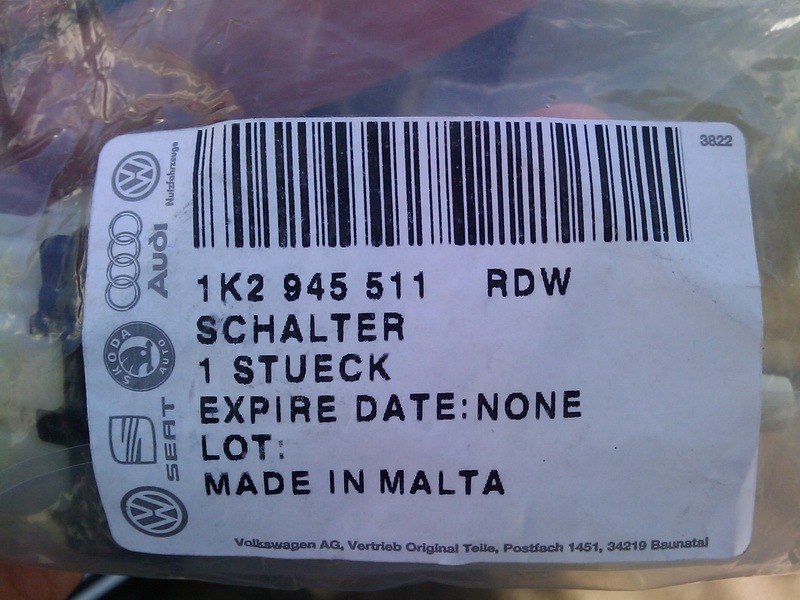 3822
Nutzfahrzeuge
Audi
SKODA AUTO
SEAT
1K2 945 511 RDW
SCHALTER
1 STUECK
EXPIRE DATE:NONE
LOT:
MADE IN MALTA
Volkswagen AG, Vertrieb Original Teile, Postfach 1451, 34219 Baunatal